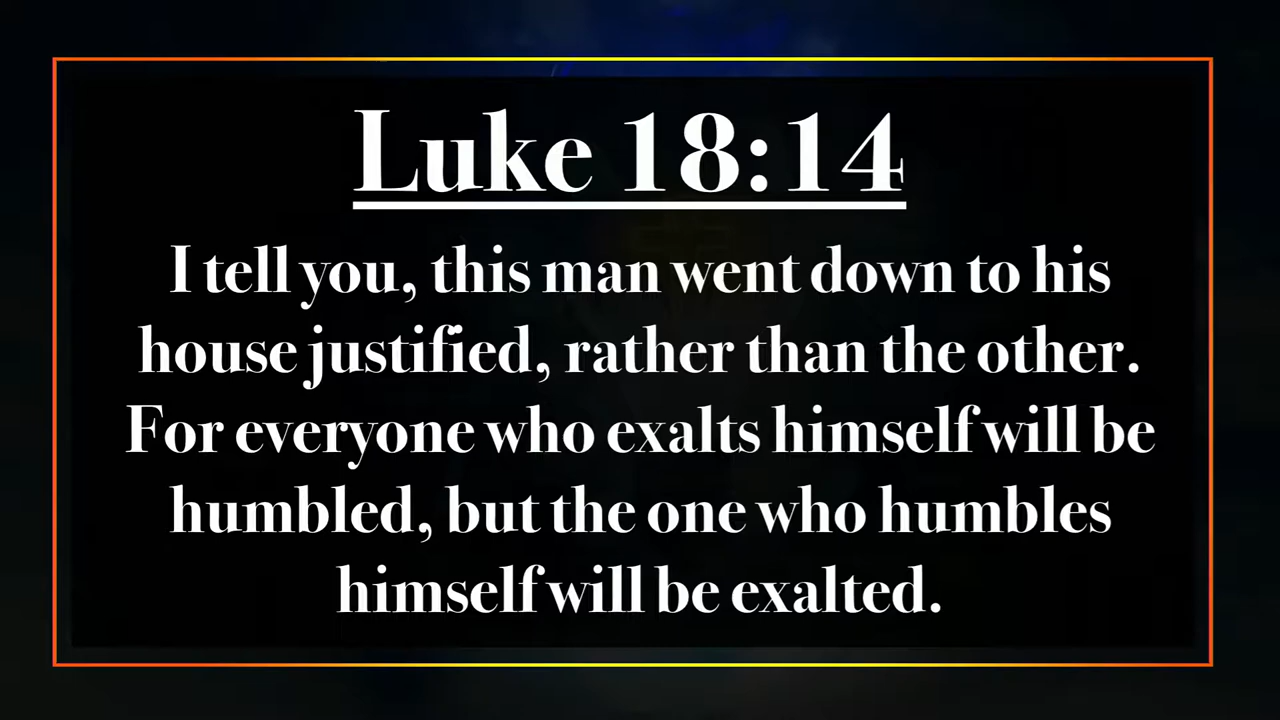 Luke 18:14
I tell you, this man went down to his
house justified, rather than the other.
For everyone who exalts himself will be
humbled, but the one who humbles
himself will be exalted.